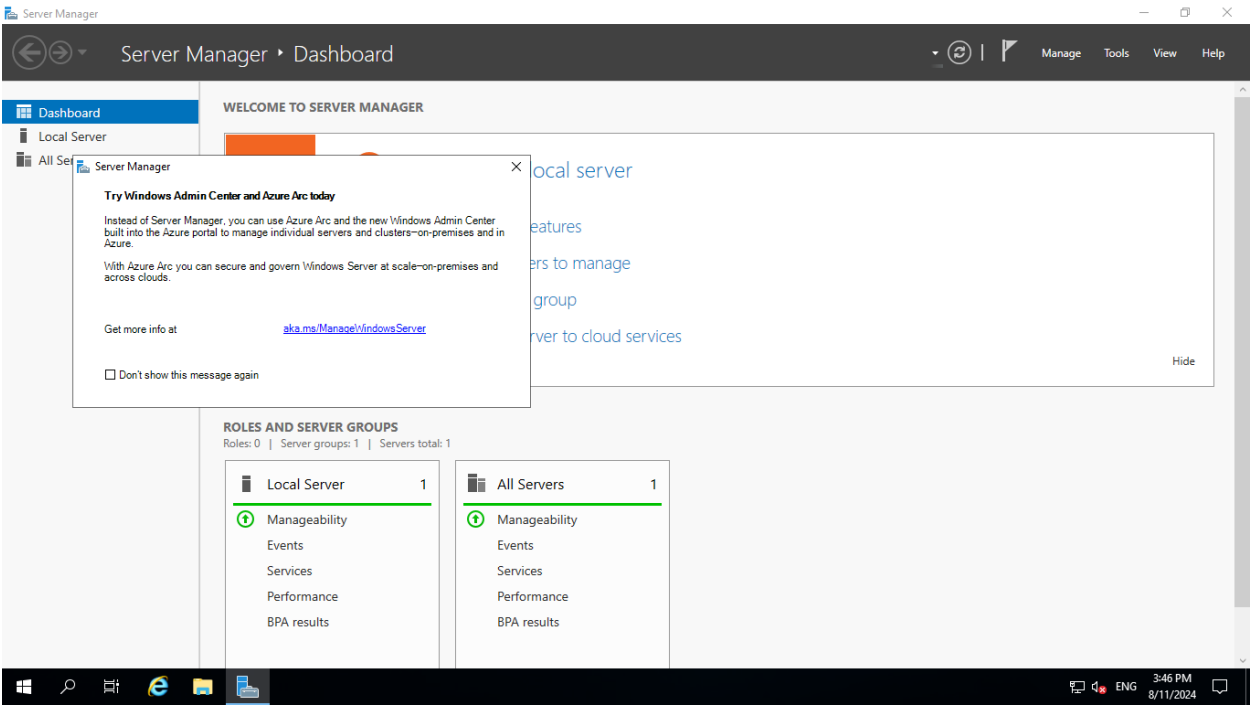 Server Manager
Server Manager ‣ Dashboard
Manage Tools View Help
Dashboard
Local Server
All Ser
WELCOME TO SERVER MANAGER
ocal server
eatures
ers to manage
group
rver to cloud services
Hide
Server Manager
Try Windows Admin Center and Azure Arc today
Instead of Server Manager, you can use Azure Arc and the new Windows Admin Center
built into the Azure portal to manage individual servers and clusters—on-premises and in
Azure.
With Azure Arc you can secure and govern Windows Server at scale—on-premises and
across clouds.
Get more info at aka.ms/ManageWindowsServer
Don't show this message again
ROLES AND SERVER GROUPS
Roles: 0 | Server groups: 1 | Servers total: 1
Local Server 1
Manageability
Events
Services
Performance
BPA results
All Servers 1
Manageability
Events
Services
Performance
BPA results
ENG
3:46 PM
8/11/2024